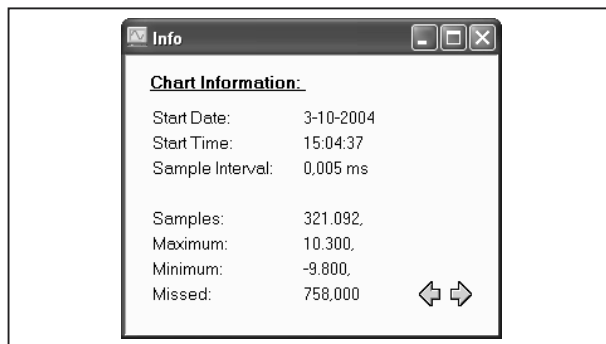 Info
Chart Information:
Start Date: 3-10-2004
Start Time: 15:04:37
Sample Interval: 0,005 ms
Samples: 321.092,
Maximum: 10.300,
Minimum: -9.800,
Missed: 758,000